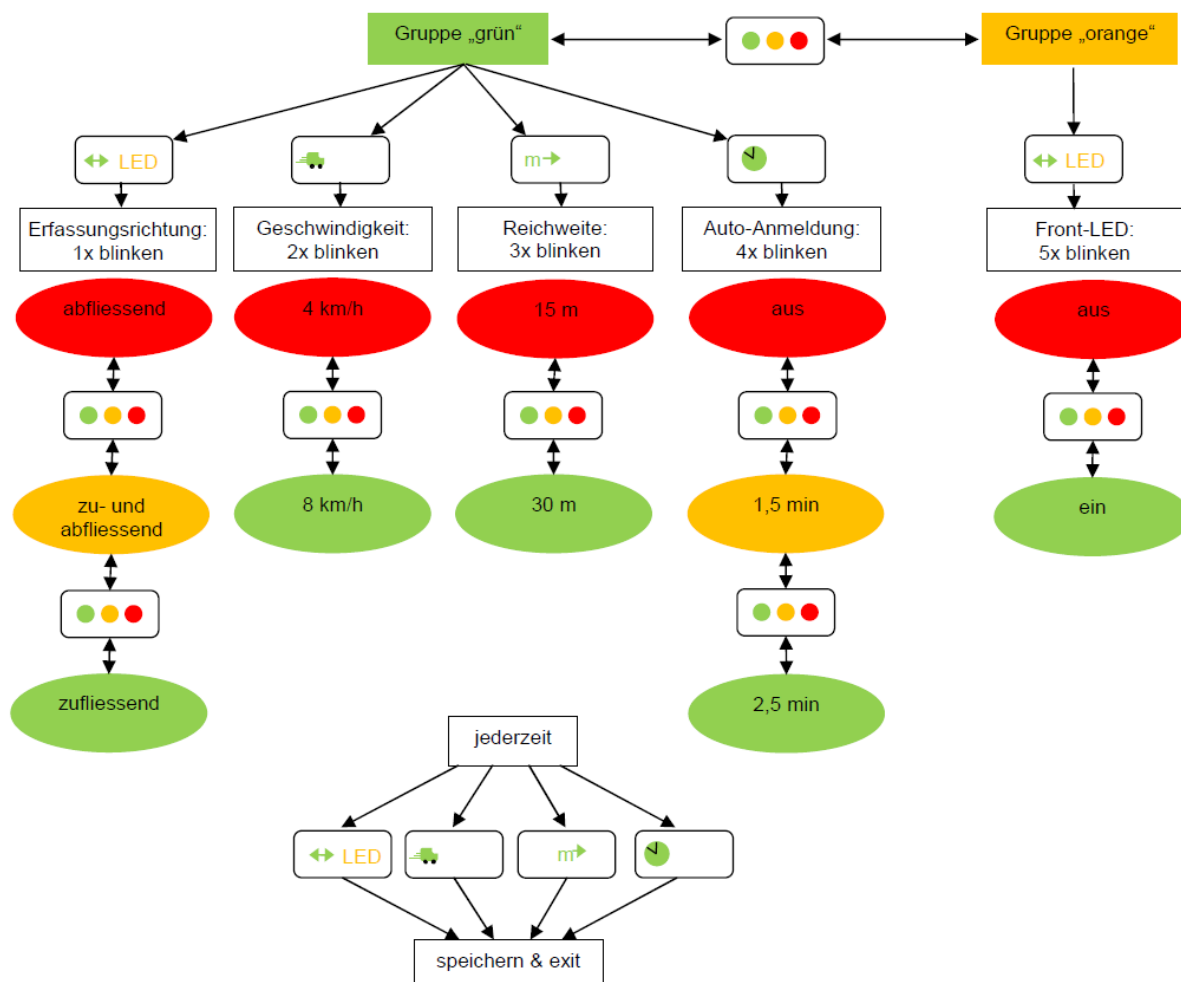 Gruppe „grün“
Gruppe „orange“
LED
m
LED
Erfassungsrichtung:
1x blinken
Geschwindigkeit:
2x blinken
Reichweite:
3x blinken
Auto-Anmeldung:
4x blinken
Front-LED:
5x blinken
abfliessend
4 km/h
15 m
aus
aus
zu- und
abfliessend
8 km/h
30 m
1,5 min
ein
zufliessend
2,5 min
jederzeit
LED
m
speichern & exit